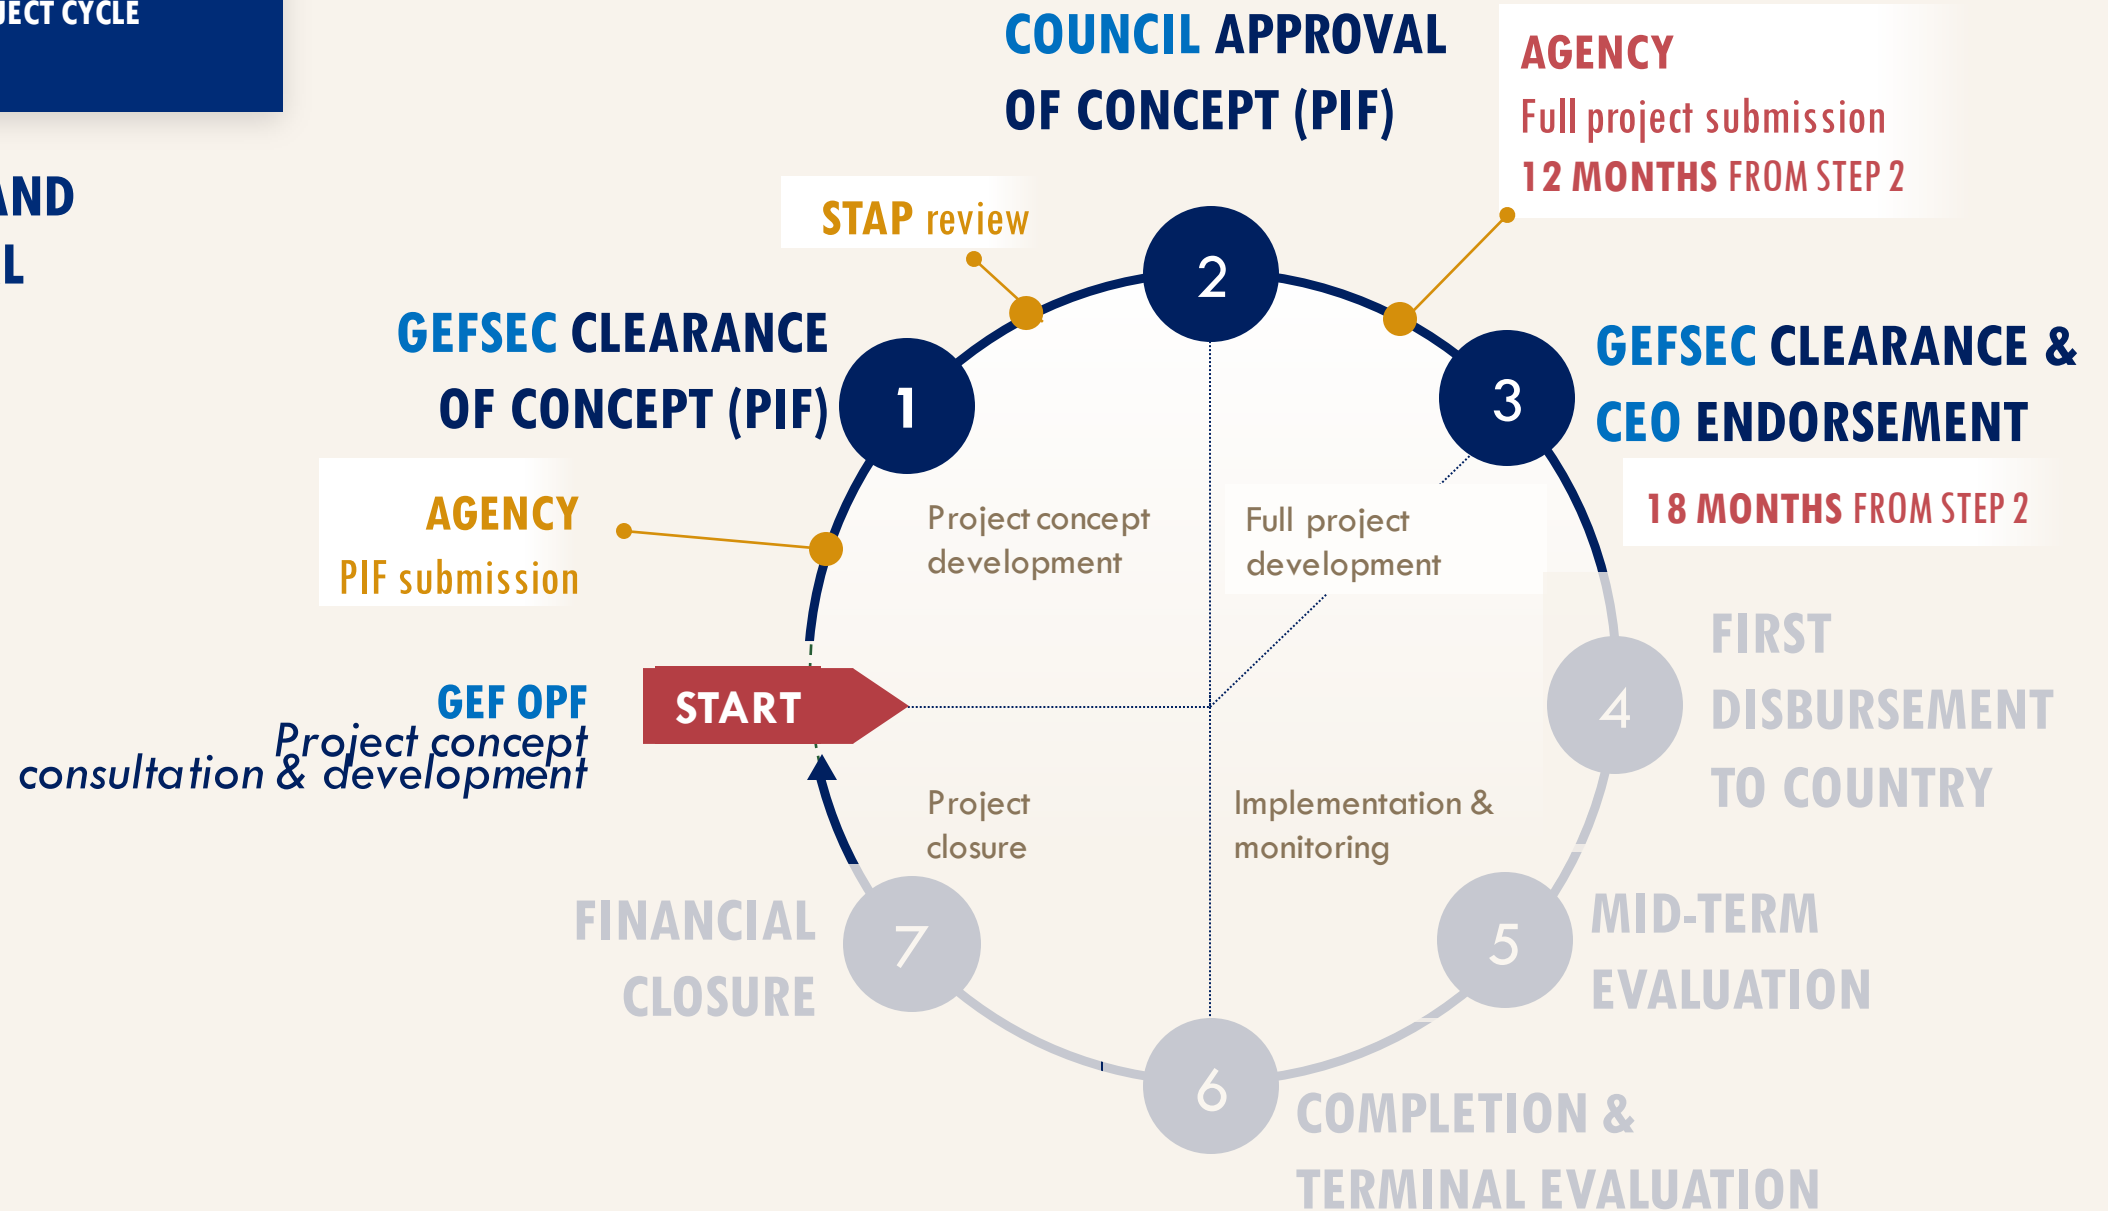 CYCLE
COUNCIL APPROVAL
OF CONCEPT (PIF)
AGENCY
Full project submission
12 MONTHS FROM STEP 2
AND
L
STAP review
2
GEFSEC CLEARANCE
OF CONCEPT (PIF)
1
3
GEFSEC CLEARANCE &
CEO ENDORSEMENT
18 MONTHS FROM STEP 2
AGENCY
PIF submission
Project concept
development
Full project
development
GEF OPF
Project concept
consultation & development
START
4
FIRST
DISBURSEMENT
TO COUNTRY
Project
closure
Implementation &
monitoring
FINANCIAL
CLOSURE
7
5
MID-TERM
EVALUATION
6
COMPLETION &
TERMINAL EVALUATION